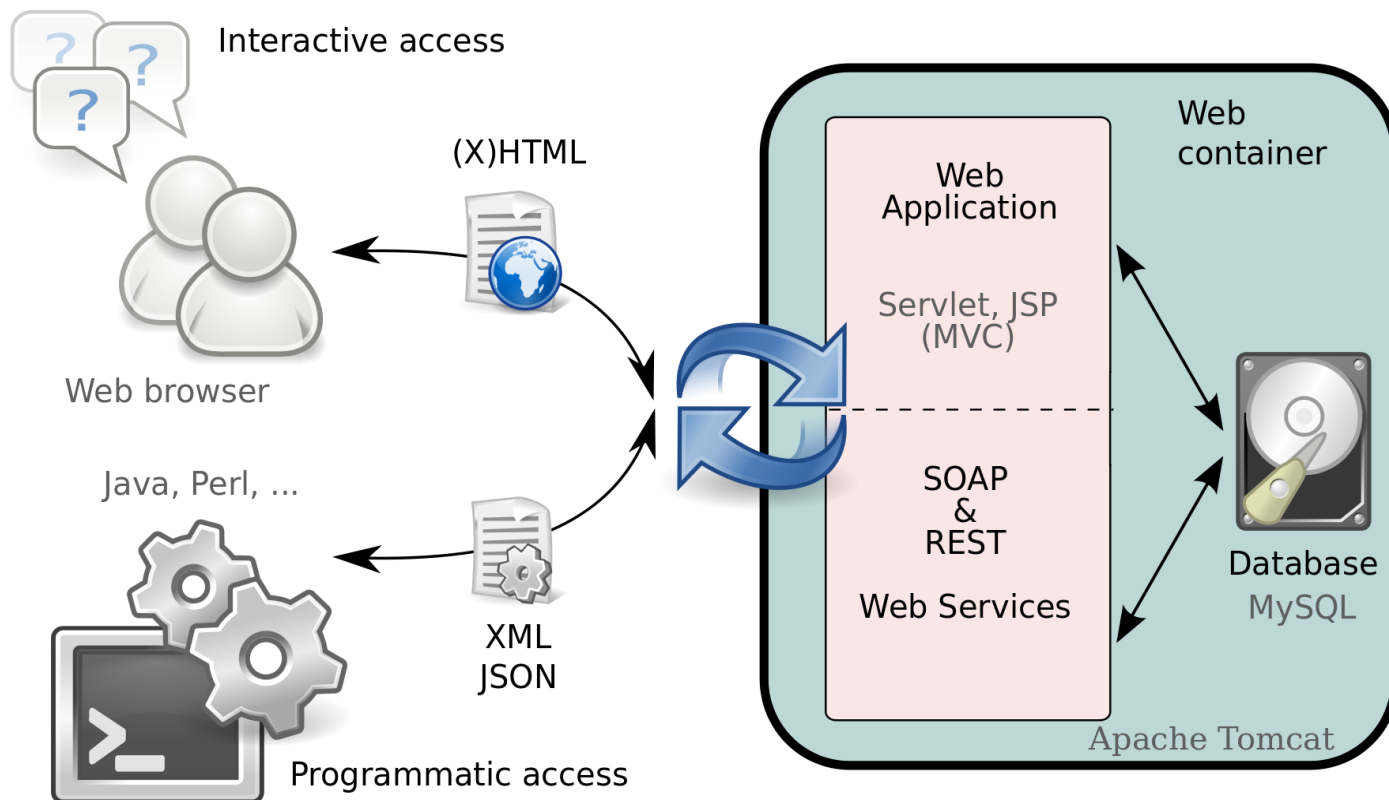 ? ? ?
Interactive access
(X)HTML
Web browser
Java, Perl, ...
>_
XML
JSON
Programmatic access
Web
container
Web
Application
Servlet, JSP
(MVC)
SOAP
&
REST
Web Services
Database
MySQL
Apache Tomcat